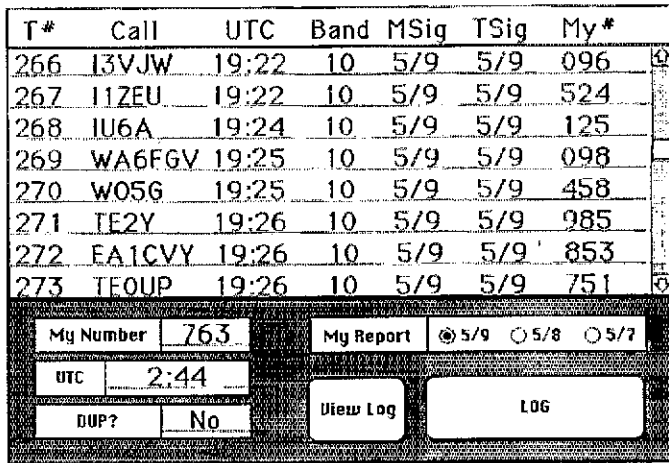 T# Call UTC Band MSig TSig My#
266 I3VJW 19:22 10 5/9 5/9 096
267 I1ZEU 19:22 10 5/9 5/9 524
268 IU6A 19:24 10 5/9 5/9 125
269 WA6FGV 19:25 10 5/9 5/9 098
270 WO5G 19:25 10 5/9 5/9 458
271 TE2Y 19:26 10 5/9 5/9 985
272 EA1CVY 19:26 10 5/9 5/9 853
273 TE0UP 19:26 10 5/9 5/9 751
My Number 763 My Report 5/9 5/8 5/7
UTC 2:44
DUP? No View Log LOG